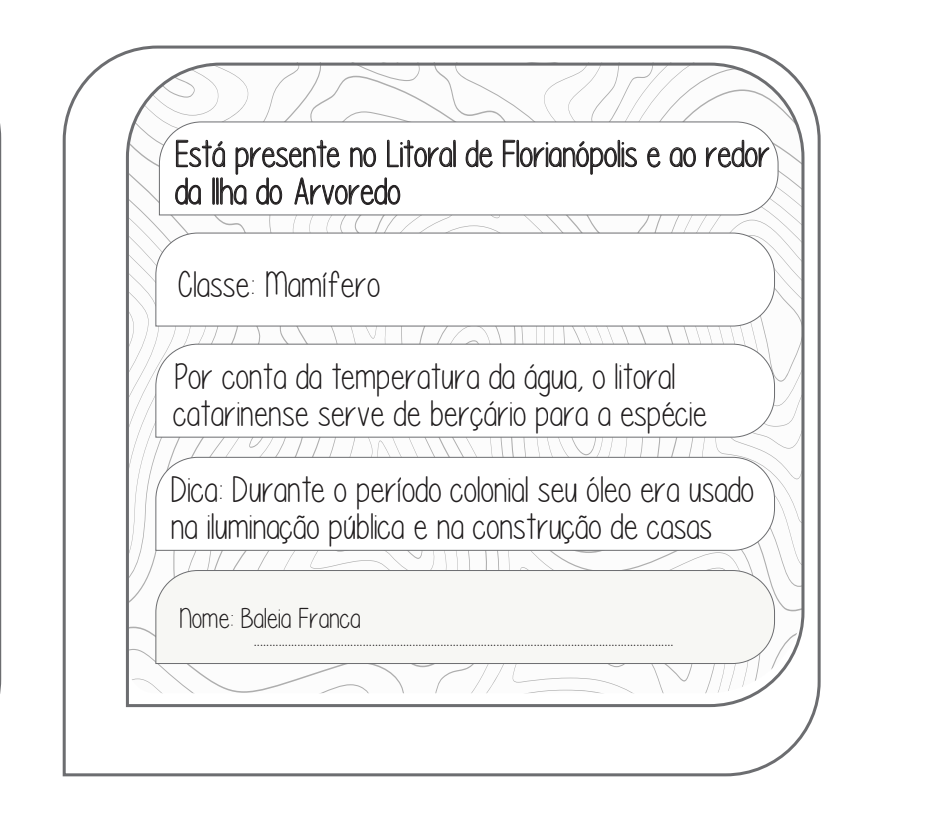 Está presente no Litoral de Florianópolis e ao redor
da Ilha do Arvoredo
Classe: Mamífero
Por conta da temperatura da água, o litoral
catarinense serve de berçário para a espécie
Dica: Durante o período colonial seu óleo era usado
na iluminação pública e na construção de casas
Nome: Baleia Franca